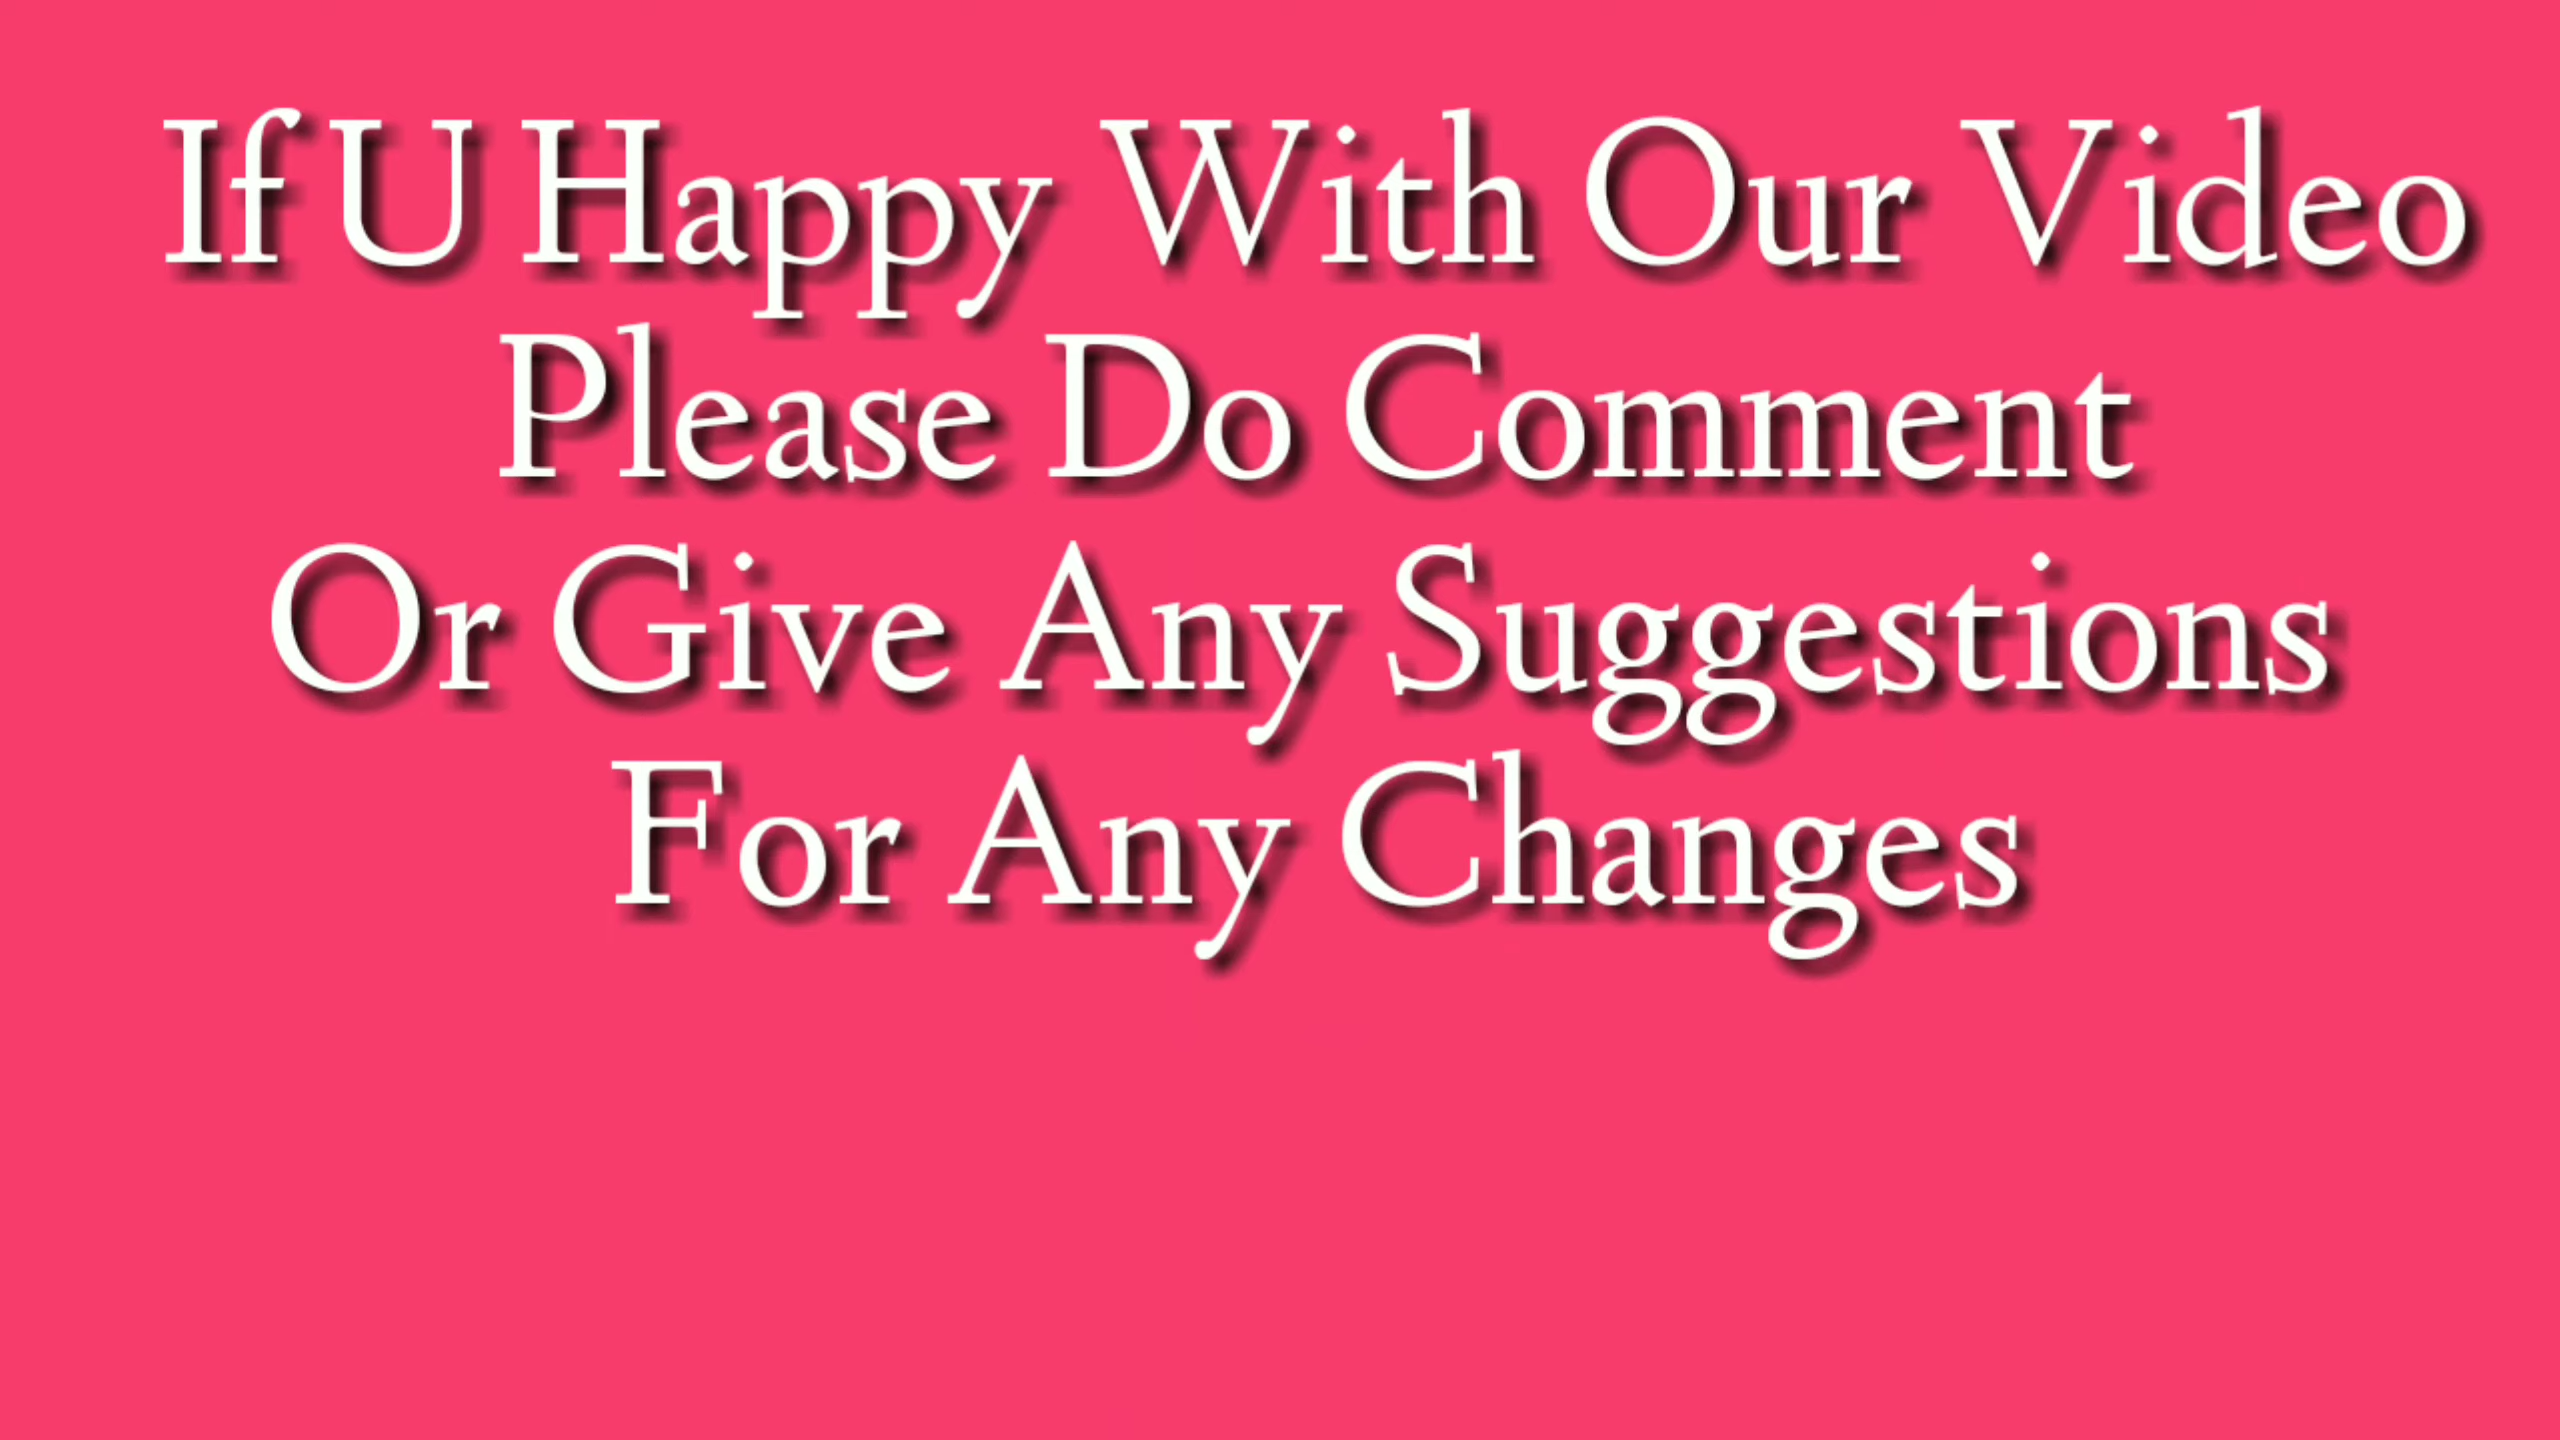 If U Happy With Our Video
Please Do Comment
Or Give Any Suggestions
For Any Changes